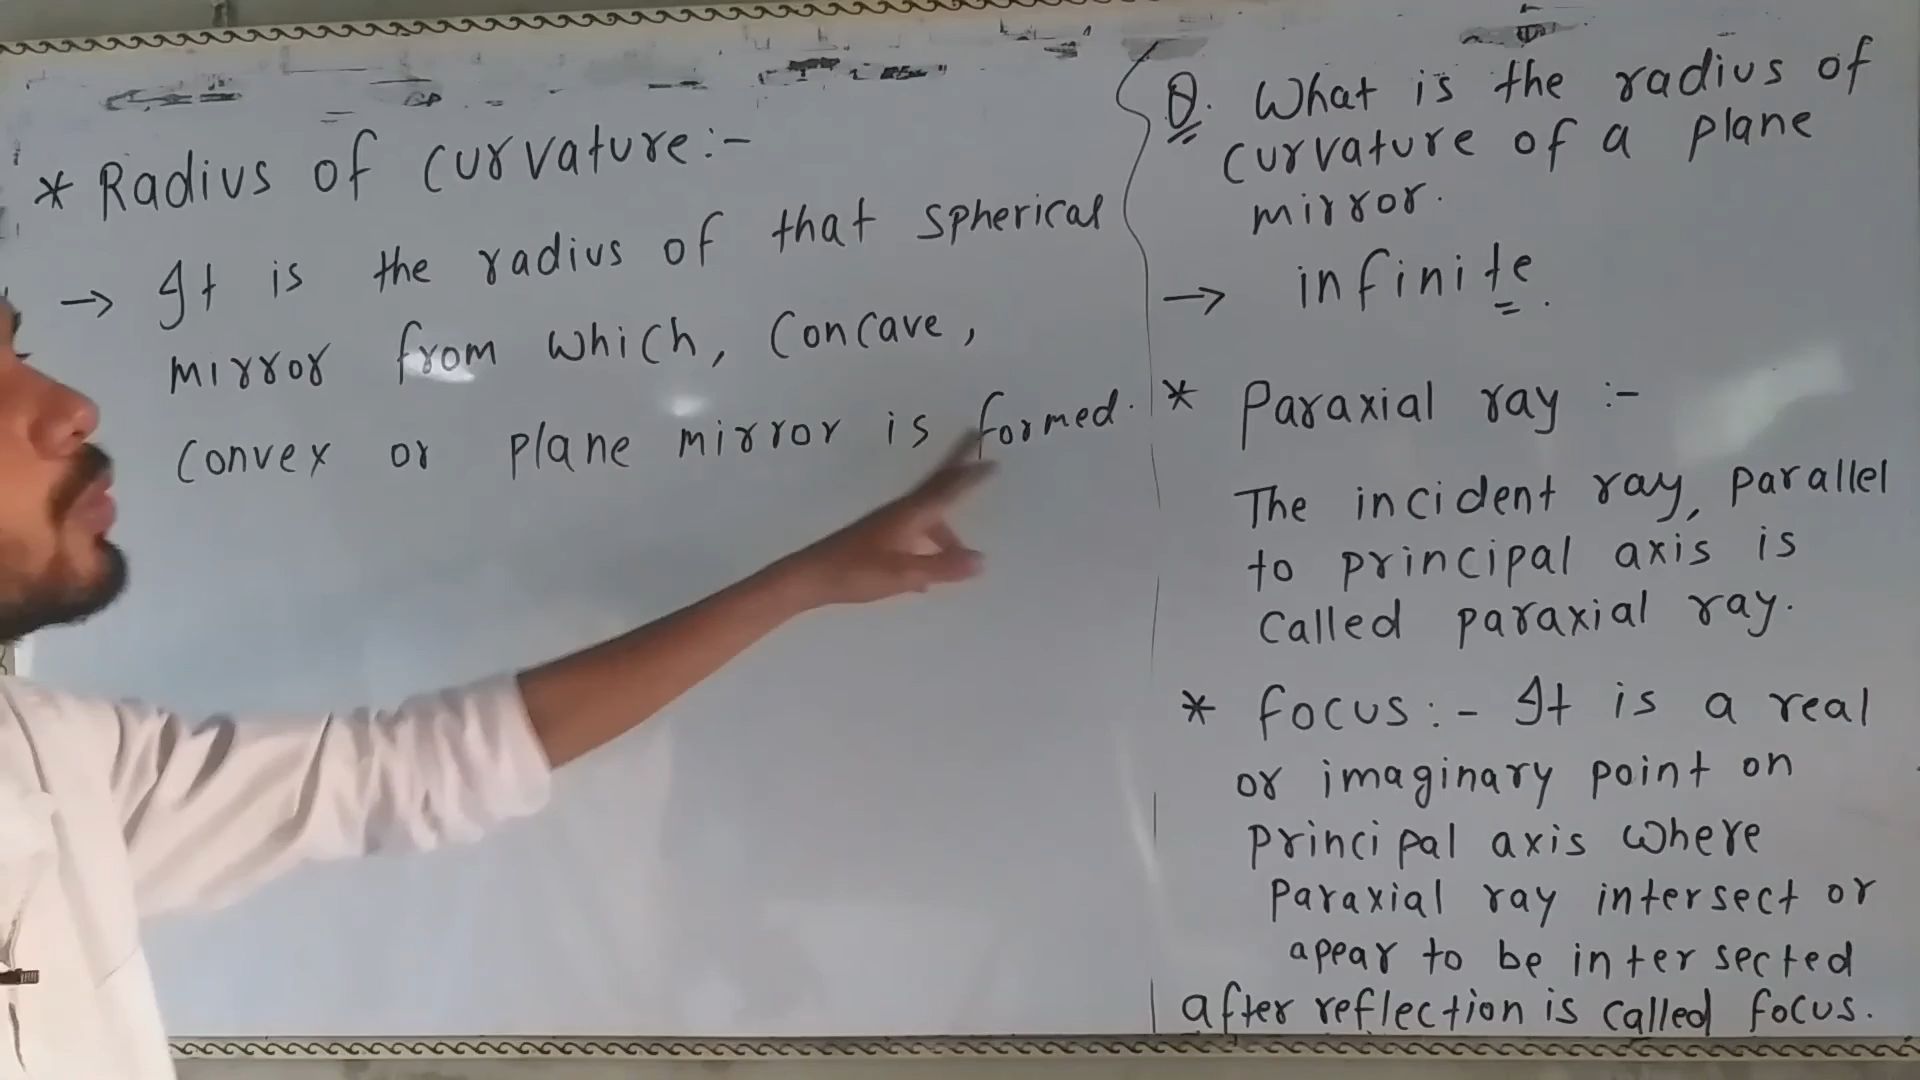 * Radius of curvature:-
→ It is the radius of that spherical
mirror from which, concave,
convex or plane mirror is formed.
Q. What is the radius of
curvature of a plane
mirror.
→ infinite.
* Paraxial ray :-
The incident ray, parallel
to principal axis is
called paraxial ray.
* focus:- It is a real
or imaginary point on
principal axis where
paraxial ray intersect or
apear to be intersected
after reflection is called focus.